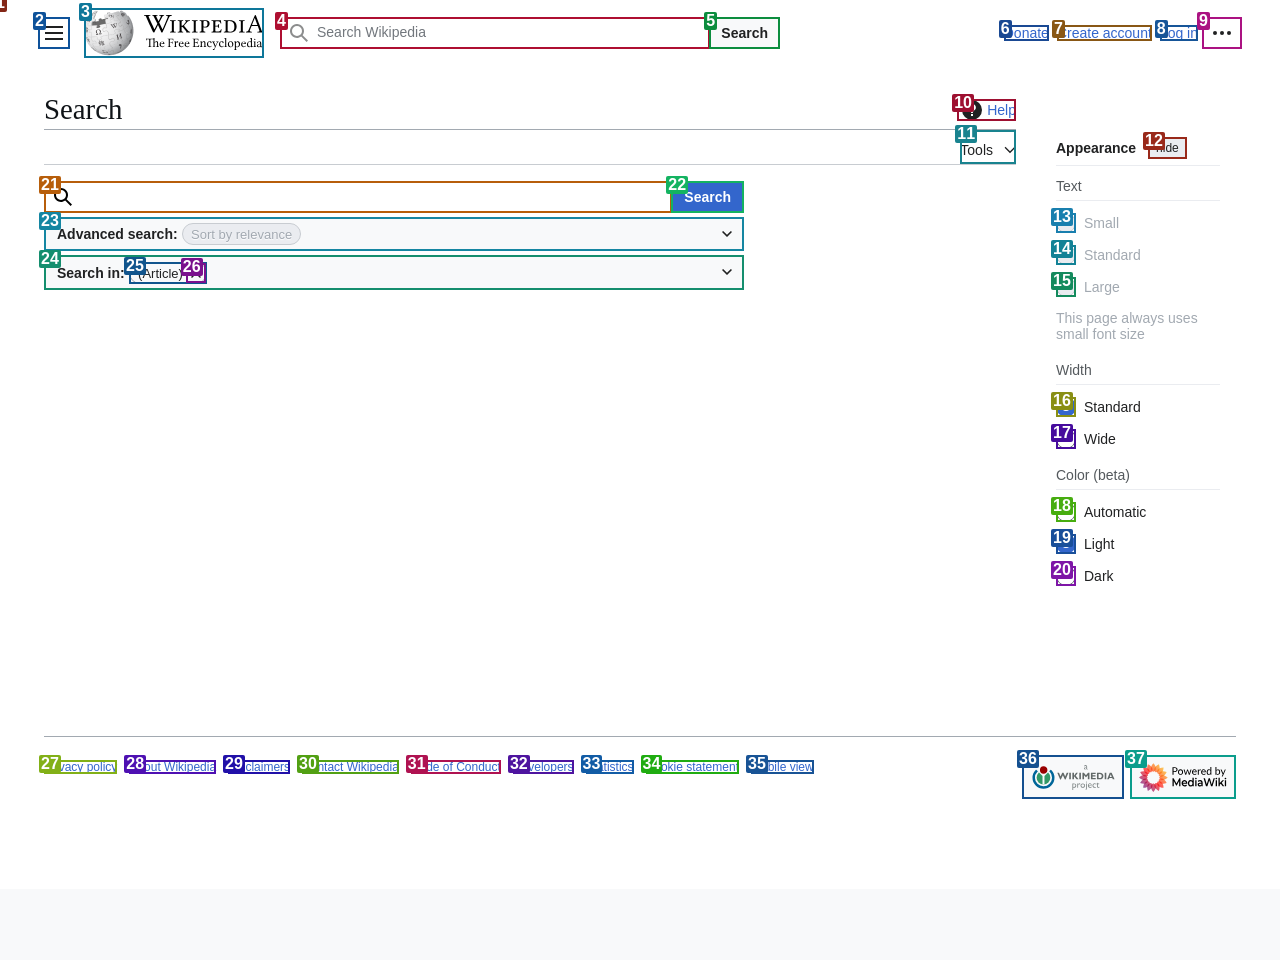 1
2
3
WIKIPEDIA
The Free Encyclopedia
4
Search Wikipedia
5
Search
6
onate
7
reate account
8
og in
9
Search
10
Help
11
Tools
12
ide
Appearance
Text
13
Small
14
Standard
15
Large
This page always uses
small font size
Width
16
Standard
17
Wide
Color (beta)
18
Automatic
19
Light
20
Dark
21
22
Search
23
Advanced search:
Sort by relevance
24
Search in:
25
(Article)
26
27
vacy policy
28
out Wikipedia
29
claimers
30
ntact Wikipedia
31
de of Conduct
32
velopers
33
tistics
34
kie statement
35
bile view
36
a
WIKIMEDIA
project
37
Powered by
MediaWiki